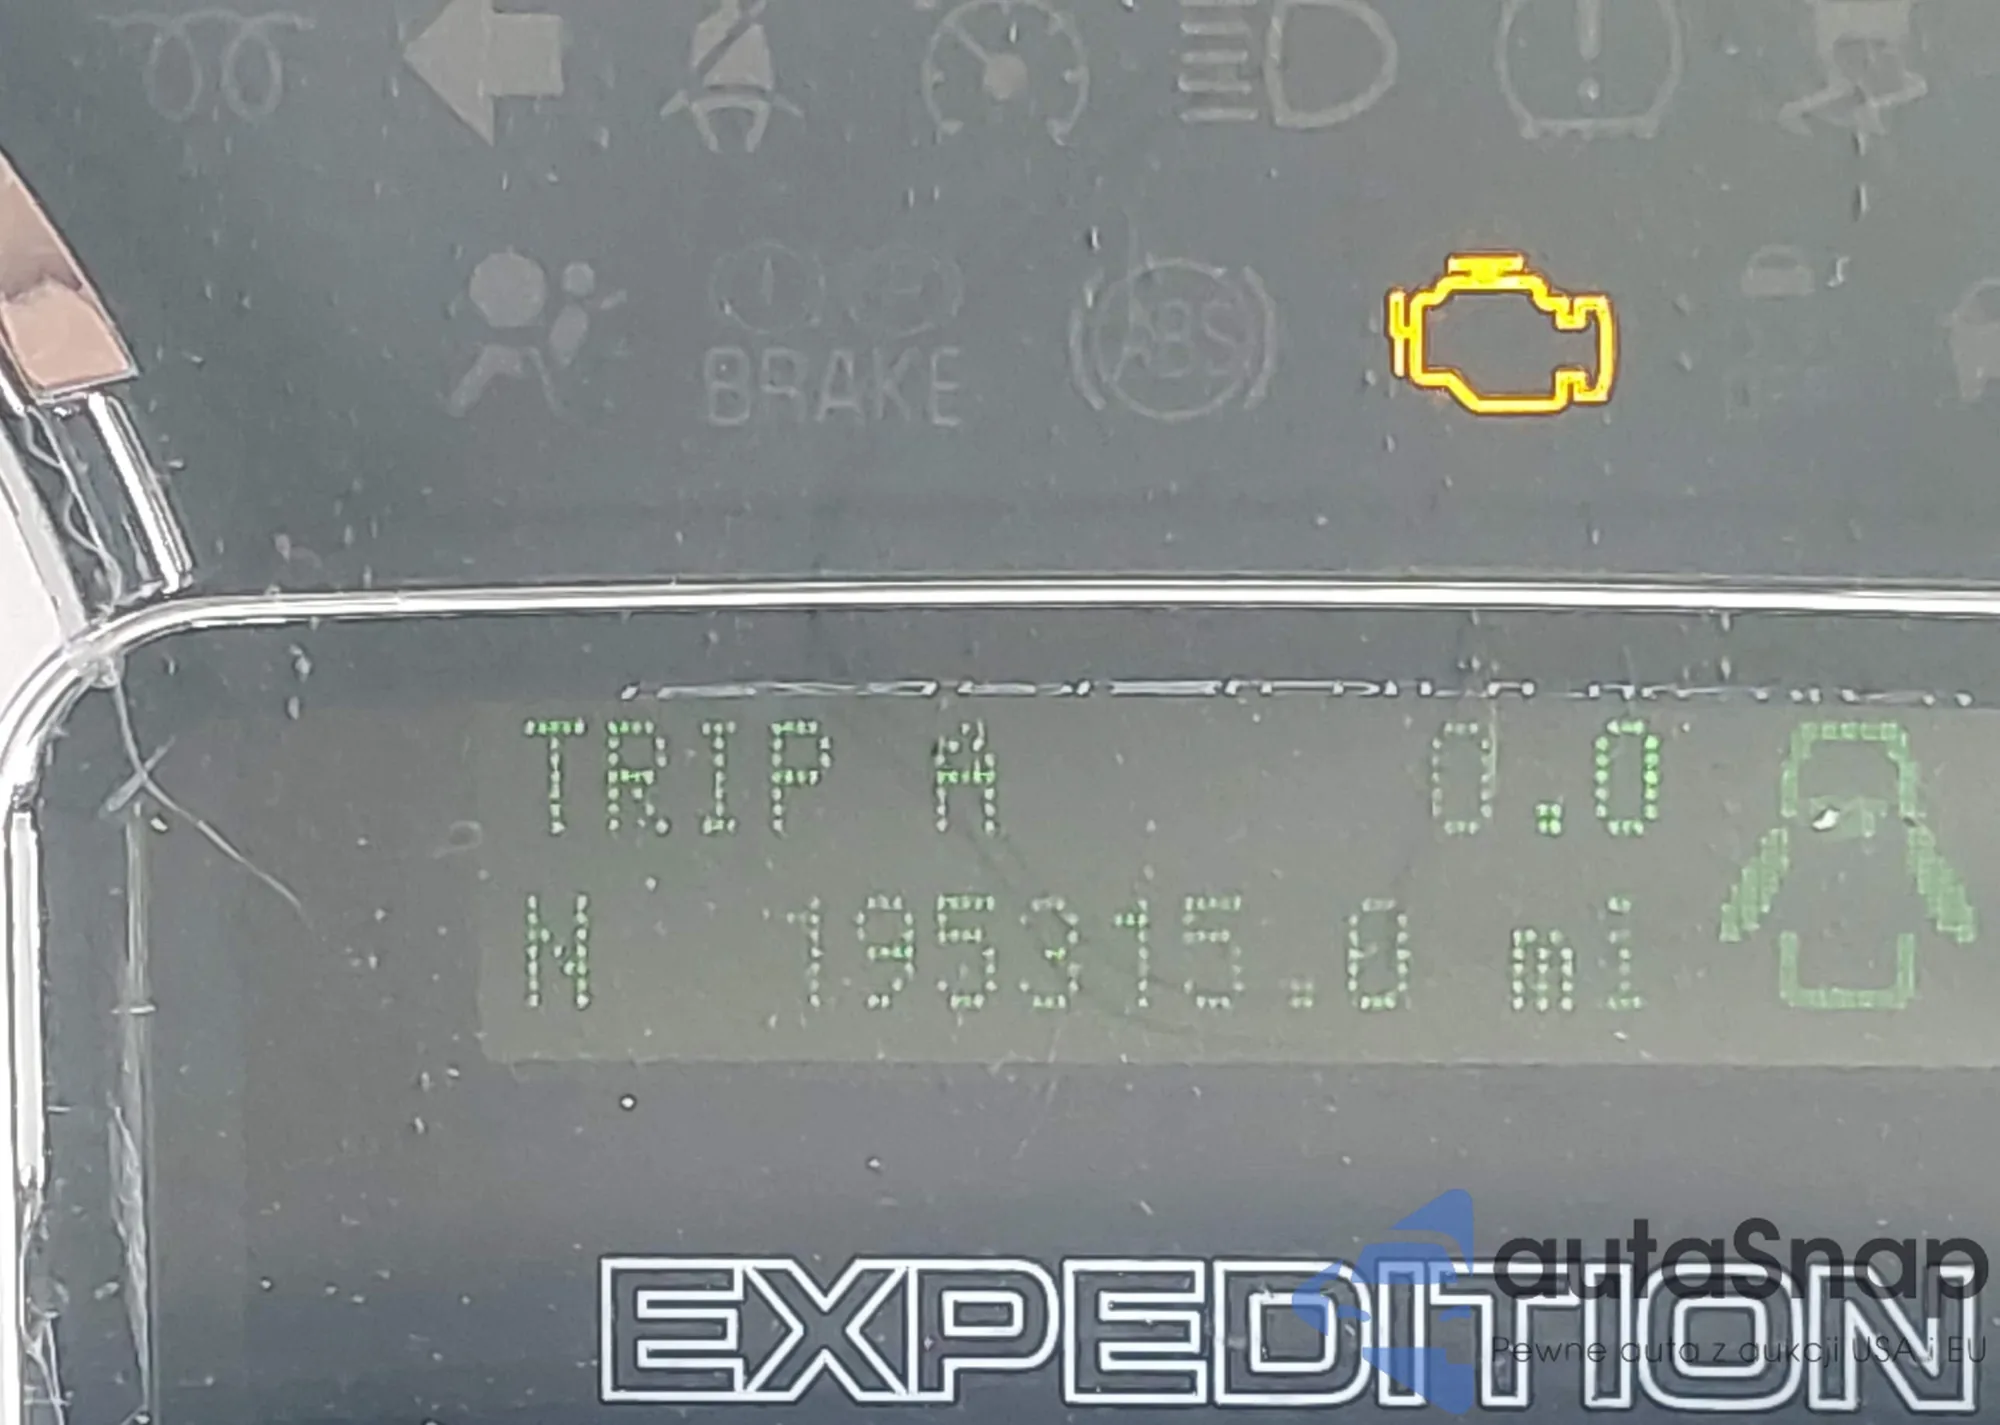 BRAKE
ABS
TRIP A 0.0
N 195315.0 mi
EXPEDITION
autaSnap
Pewne auta z aukcji USA i EU